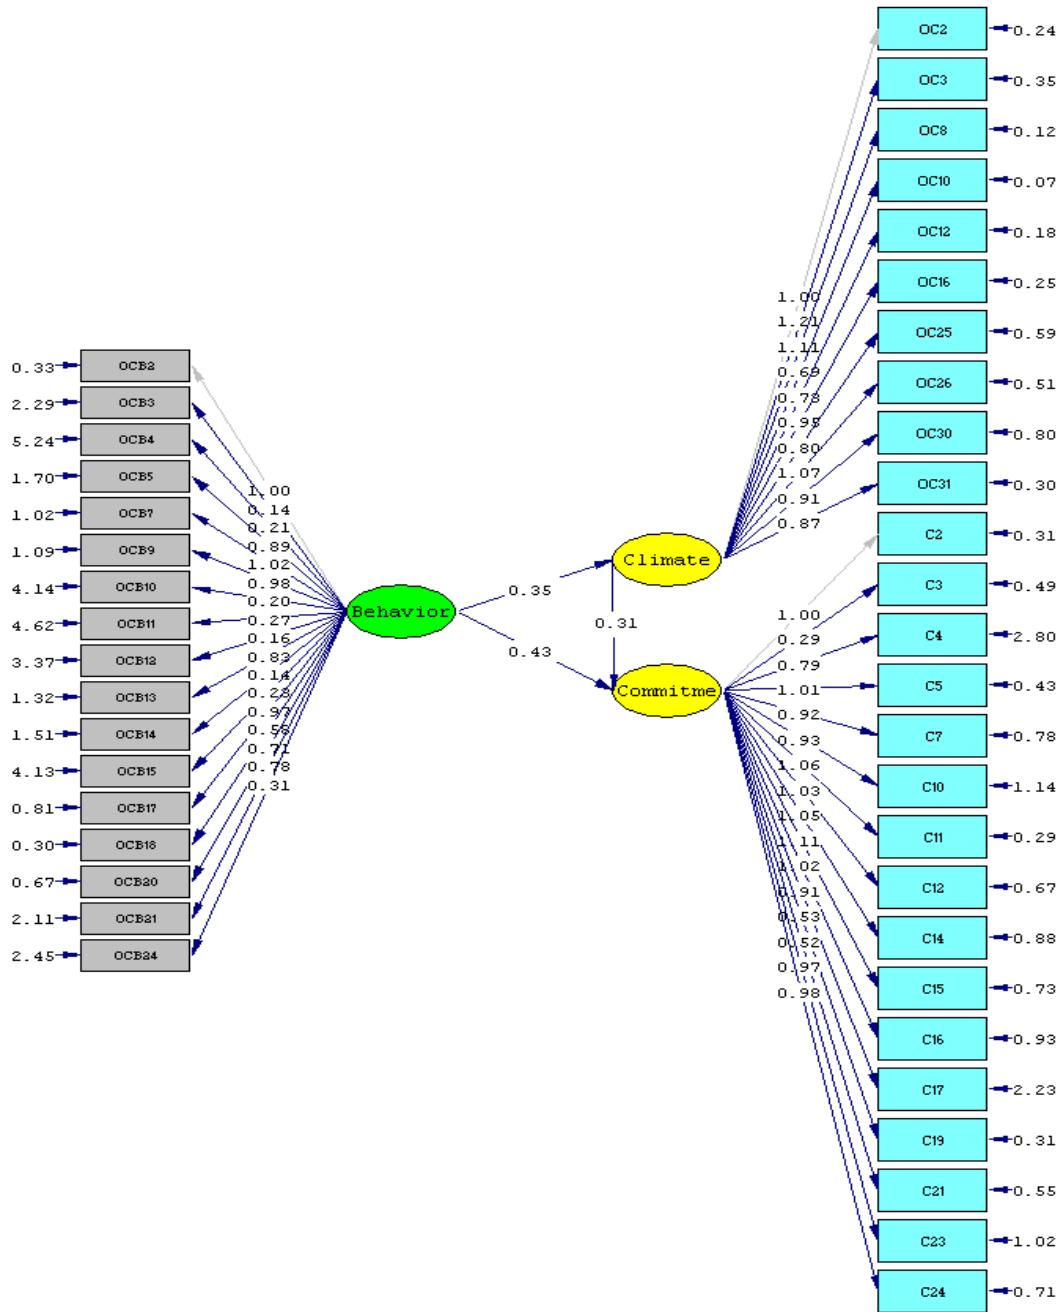 0.33 OCB2
2.29 OCB3
5.24 OCB4
1.70 OCB5
1.02 OCB7
1.09 OCB9
4.14 OCB10
4.62 OCB11
3.37 OCB12
1.32 OCB13
1.51 OCB14
4.13 OCB15
0.81 OCB17
0.30 OCB18
0.67 OCB20
2.11 OCB21
2.45 OCB24
1.00
0.14
0.21
0.89
1.02
0.98
0.20
0.27
0.16
0.83
0.14
0.23
0.97
0.58
0.71
0.78
0.31
Behavior
0.35
0.43
Climate
0.31
Commitme
1.00
1.21
1.11
0.69
0.73
0.95
0.80
1.07
0.91
0.87
1.00
0.29
0.79
1.01
0.92
0.93
1.06
1.03
1.05
1.11
1.02
0.91
0.53
0.52
0.97
0.98
OC2 0.24
OC3 0.35
OC8 0.12
OC10 0.07
OC12 0.18
OC16 0.25
OC25 0.59
OC26 0.51
OC30 0.80
OC31 0.30
C2 0.31
C3 0.49
C4 2.80
C5 0.43
C7 0.78
C10 1.14
C11 0.29
C12 0.67
C14 0.88
C15 0.73
C16 0.93
C17 2.23
C19 0.31
C21 0.55
C23 1.02
C24 0.71